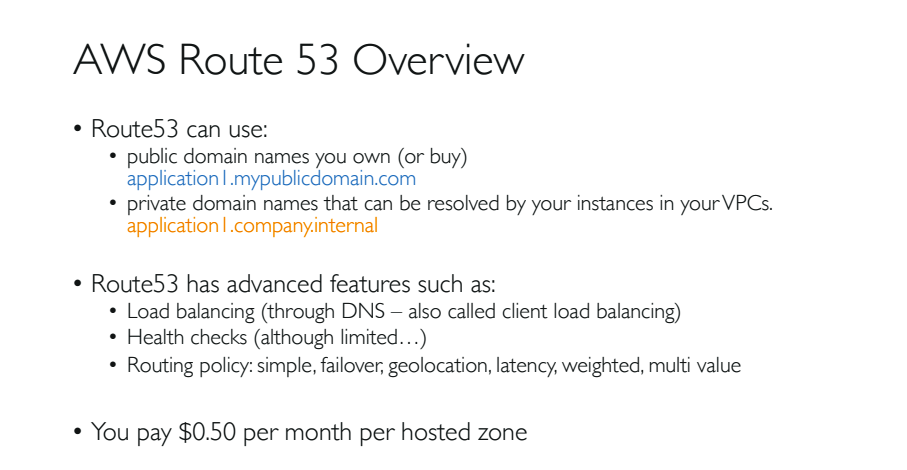 AWS Route 53 Overview
• Route53 can use:
• public domain names you own (or buy)
application1.mypublicdomain.com
• private domain names that can be resolved by your instances in your VPCs.
application1.company.internal
• Route53 has advanced features such as:
• Load balancing (through DNS – also called client load balancing)
• Health checks (although limited…)
• Routing policy: simple, failover, geolocation, latency, weighted, multi value
• You pay $0.50 per month per hosted zone